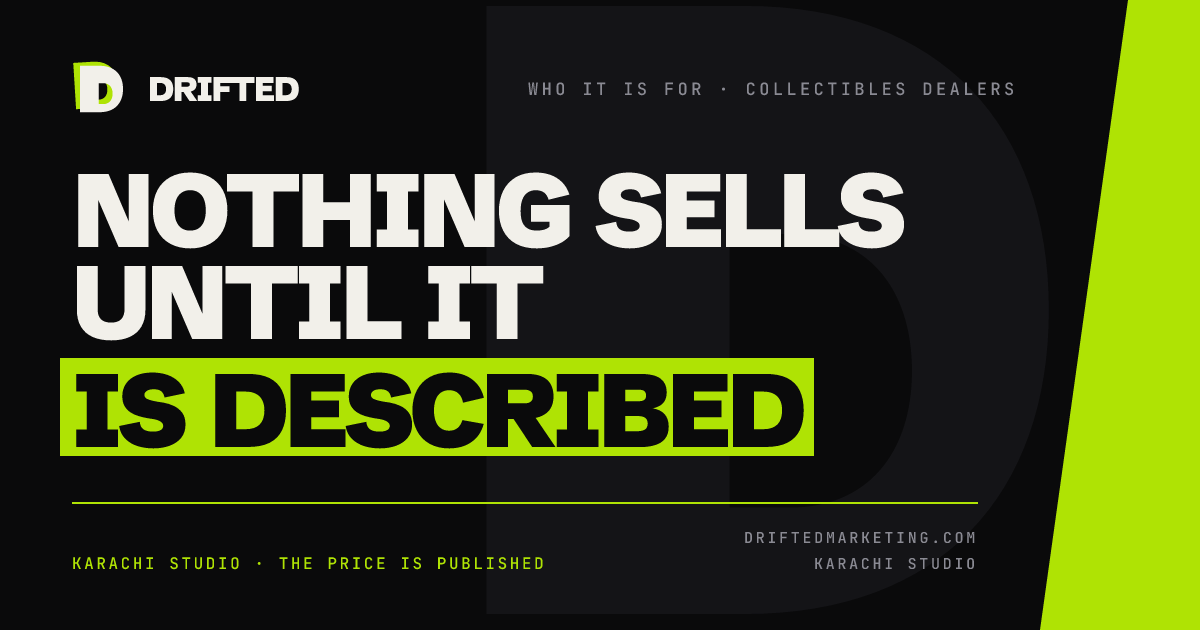 DRIFTED
WHO IT IS FOR · COLLECTIBLES DEALERS
NOTHING SELLS
UNTIL IT
IS DESCRIBED
DRIFTEDMARKETING.COM
KARACHI STUDIO · THE PRICE IS PUBLISHED
KARACHI STUDIO